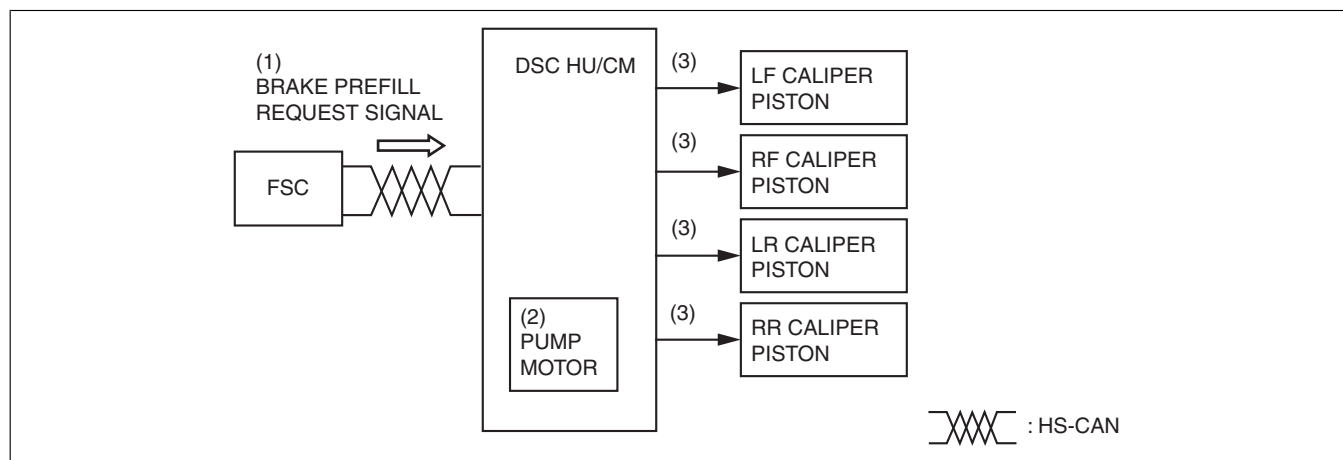 (1)
BRAKE PREFILL
REQUEST SIGNAL
FSC
DSC HU/CM
(2)
PUMP
MOTOR
(3)
LF CALIPER
PISTON
(3)
RF CALIPER
PISTON
(3)
LR CALIPER
PISTON
(3)
RR CALIPER
PISTON
: HS-CAN